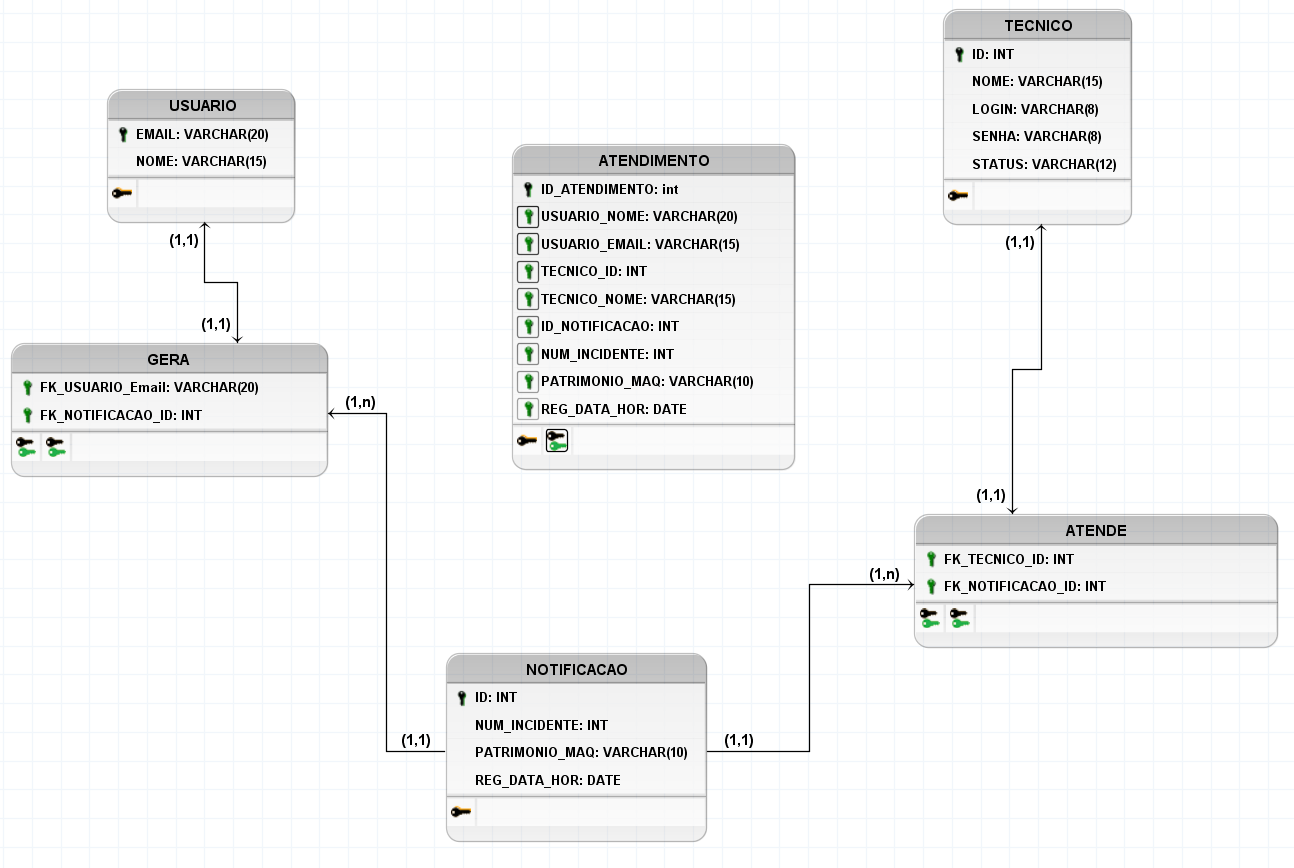 TECNICO
ID: INT
NOME: VARCHAR(15)
LOGIN: VARCHAR(8)
SENHA: VARCHAR(8)
STATUS: VARCHAR(12)
USUARIO
EMAIL: VARCHAR(20)
NOME: VARCHAR(15)
ATENDIMENTO
ID_ATENDIMENTO: int
USUARIO_NOME: VARCHAR(20)
USUARIO_EMAIL: VARCHAR(15)
TECNICO_ID: INT
TECNICO_NOME: VARCHAR(15)
ID_NOTIFICACAO: INT
NUM_INCIDENTE: INT
PATRIMONIO_MAQ: VARCHAR(10)
REG_DATA_HOR: DATE
(1,1)
(1,1)
(1,1)
GERA
FK_USUARIO_Email: VARCHAR(20)
FK_NOTIFICACAO_ID: INT
(1,n)
(1,1)
ATENDE
FK_TECNICO_ID: INT
FK_NOTIFICACAO_ID: INT
(1,n)
NOTIFICACAO
ID: INT
NUM_INCIDENTE: INT
PATRIMONIO_MAQ: VARCHAR(10)
REG_DATA_HOR: DATE
(1,1)
(1,1)